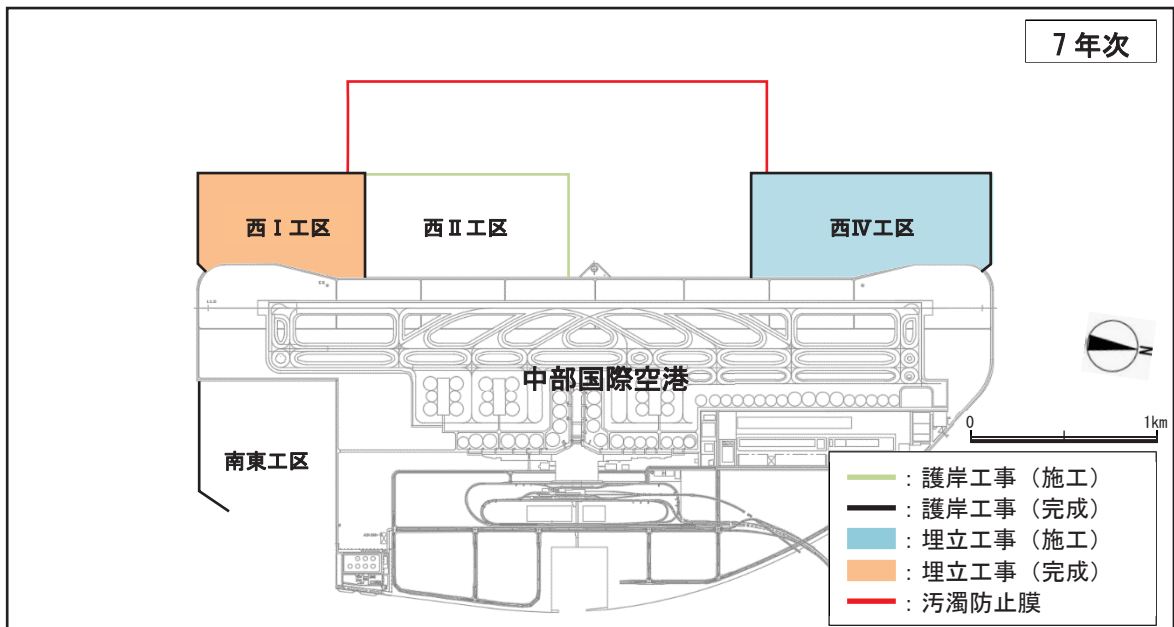 7年次
西Ⅰ工区
西Ⅱ工区
西Ⅳ工区
中部国際空港
N
南東工区
0 1km
：護岸工事（施工）
：護岸工事（完成）
：埋立工事（施工）
：埋立工事（完成）
：汚濁防止膜